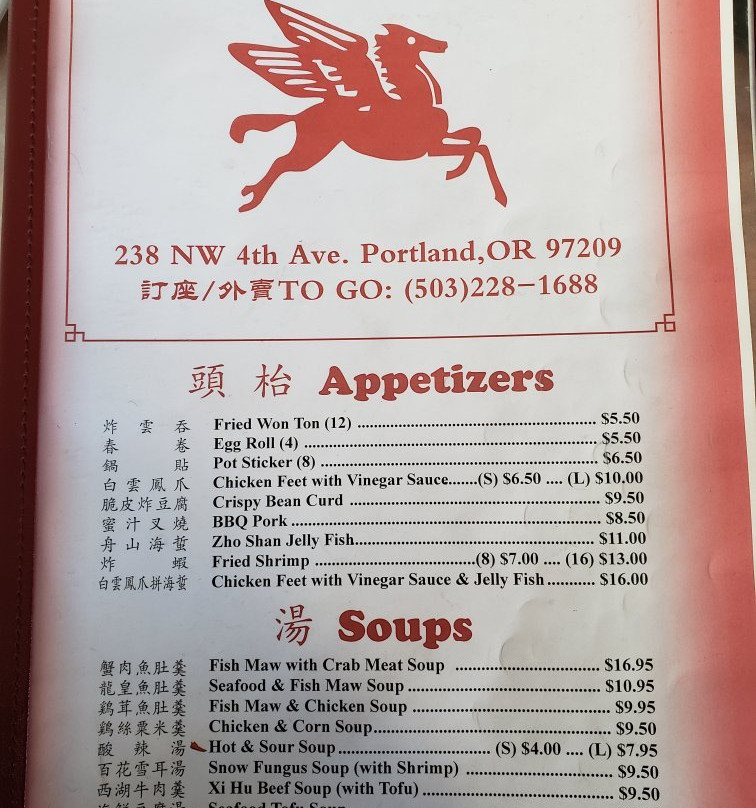 238 NW 4th Ave. Portland,OR 97209
訂座/外賣TO GO: (503)228-1688
頭枱 Appetizers
炸雲吞 Fried Won Ton (12) $5.50
春卷 Egg Roll (4) $5.50
鍋貼 Pot Sticker (8) $6.50
白雲鳳爪 Chicken Feet with Vinegar Sauce.......(S) $6.50 .... (L) $10.00
脆皮炸豆腐 Crispy Bean Curd $9.50
蜜汁叉燒 BBQ Pork $8.50
舟山海蜇 Zho Shan Jelly Fish $11.00
炸蝦 Fried Shrimp (8) $7.00 .... (16) $13.00
白雲鳳爪拼海蜇 Chicken Feet with Vinegar Sauce & Jelly Fish $16.00
湯 Soups
蟹肉魚肚羹 Fish Maw with Crab Meat Soup $16.95
龍皇魚肚羹 Seafood & Fish Maw Soup $10.95
鷄茸魚肚羹 Fish Maw & Chicken Soup $9.95
鷄絲粟米羹 Chicken & Corn Soup $9.50
酸辣湯 Hot & Sour Soup (S) $4.00 .... (L) $7.95
百花雪耳湯 Snow Fungus Soup (with Shrimp) $9.50
西湖牛肉羹 Xi Hu Beef Soup (with Tofu) $9.50
海鮮豆腐湯 Seafood Tofu Soup